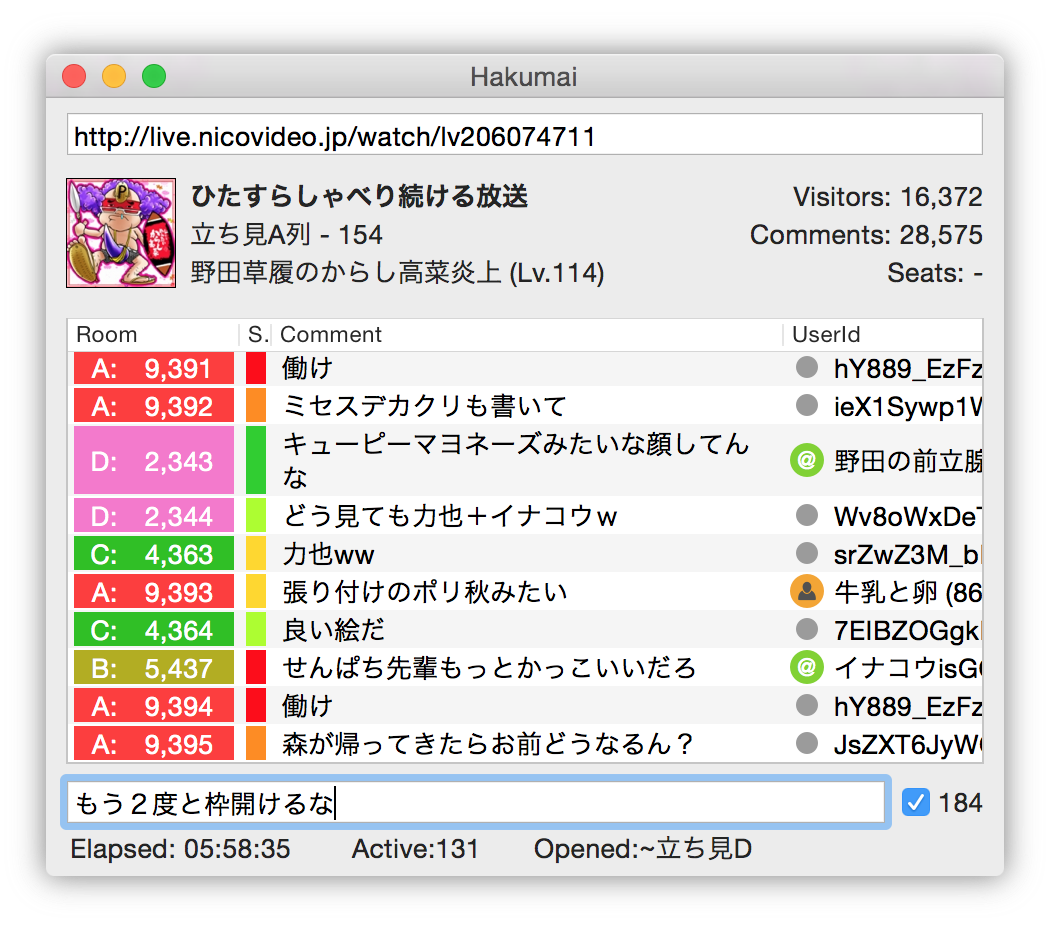 Hakumai
http://live.nicovideo.jp/watch/lv206074711
ひたすらしゃべり続ける放送
Visitors: 16,372
立ち見A列 - 154
Comments: 28,575
野田草履のからし高菜炎上 (Lv.114)
Seats: -
Room S. Comment UserId
A: 9,391 働け hY889_EzFz
A: 9,392 ミセスデカクリも書いて ieX1Sywp1W
D: 2,343 キューピーマヨネーズみたいな顔してん
な
@ 野田の前立腺
D: 2,344 どう見ても力也＋イナコウｗ Wv8oWxDeT
C: 4,363 力也ww srZwZ3M_b
A: 9,393 張り付けのポリ秋みたい 牛乳と卵 (86
C: 4,364 良い絵だ 7EIBZOGgk
B: 5,437 せんぱち先輩もっとかっこいいだろ @ イナコウisG
A: 9,394 働け hY889_EzFz
A: 9,395 森が帰ってきたらお前どうなるん？ JsZXT6JyW
もう２度と枠開けるな
184
Elapsed: 05:58:35 Active:131 Opened:~立ち見D